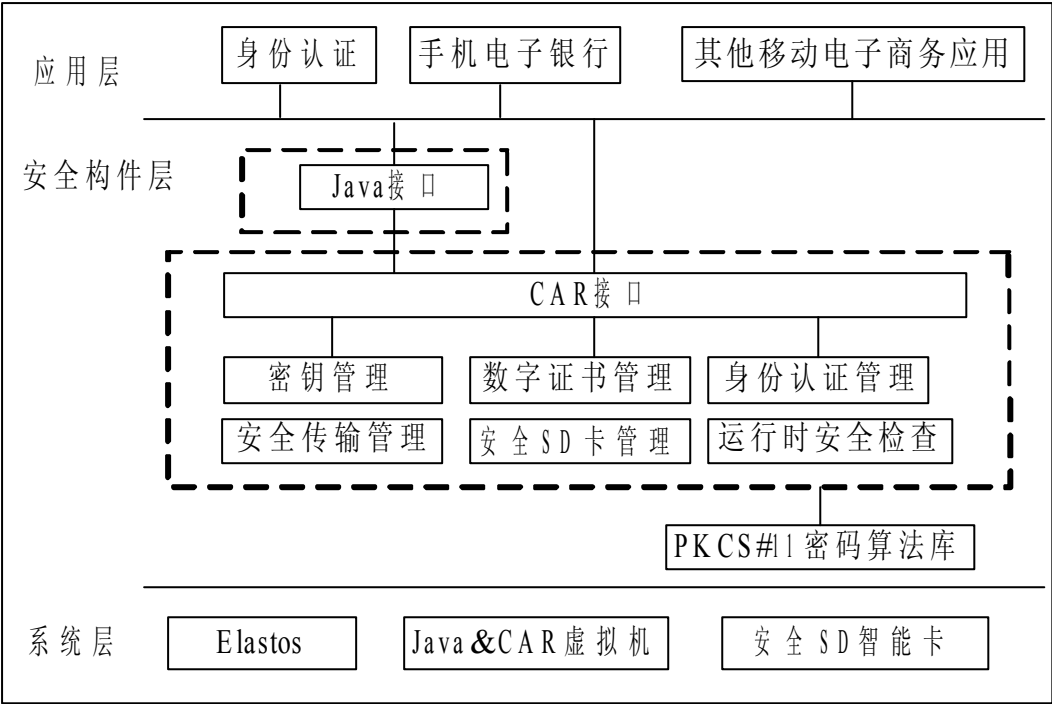 应用层
身份认证
手机电子银行
其他移动电子商务应用
安全构件层
Java接口
CAR接口
密钥管理
数字证书管理
身份认证管理
安全传输管理
安全SD卡管理
运行时安全检查
PKCS#11密码算法库
系统层
Elastos
Java&CAR虚拟机
安全SD智能卡